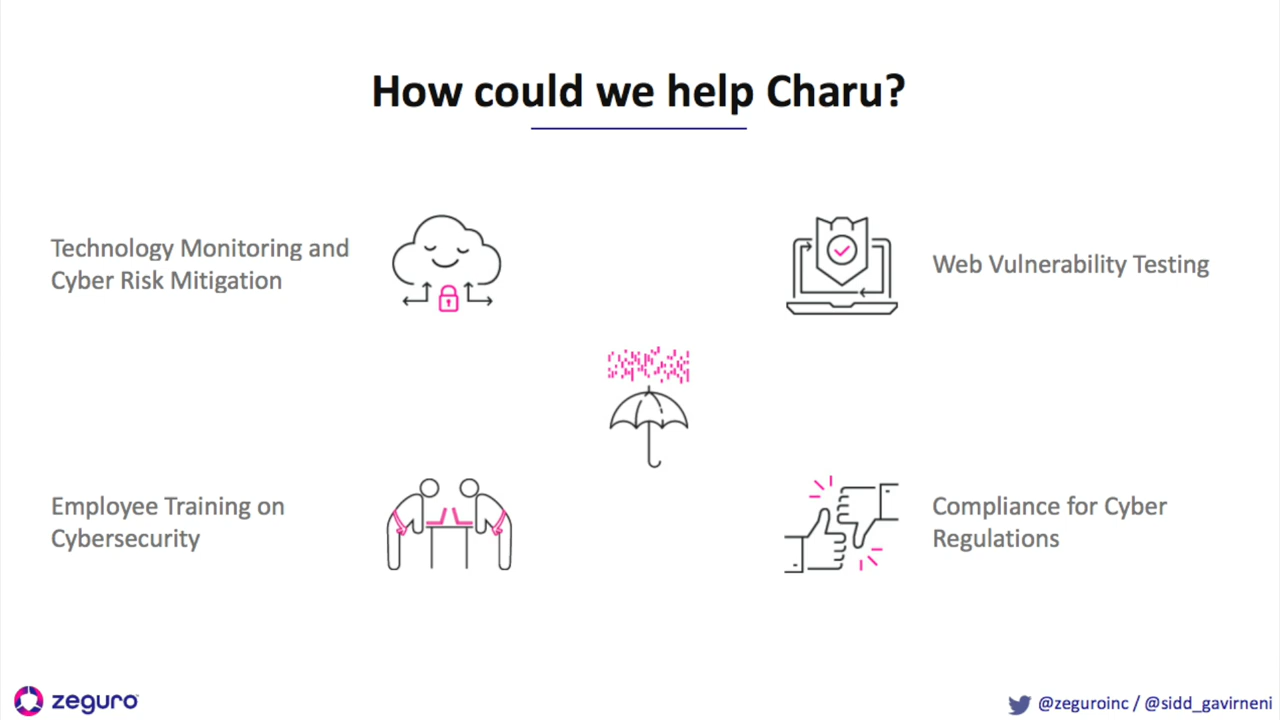 How could we help Charu?
Technology Monitoring and
Cyber Risk Mitigation
Web Vulnerability Testing
Employee Training on
Cybersecurity
Compliance for Cyber
Regulations
zeguro
@zeguroinc / @sidd_gavirneni